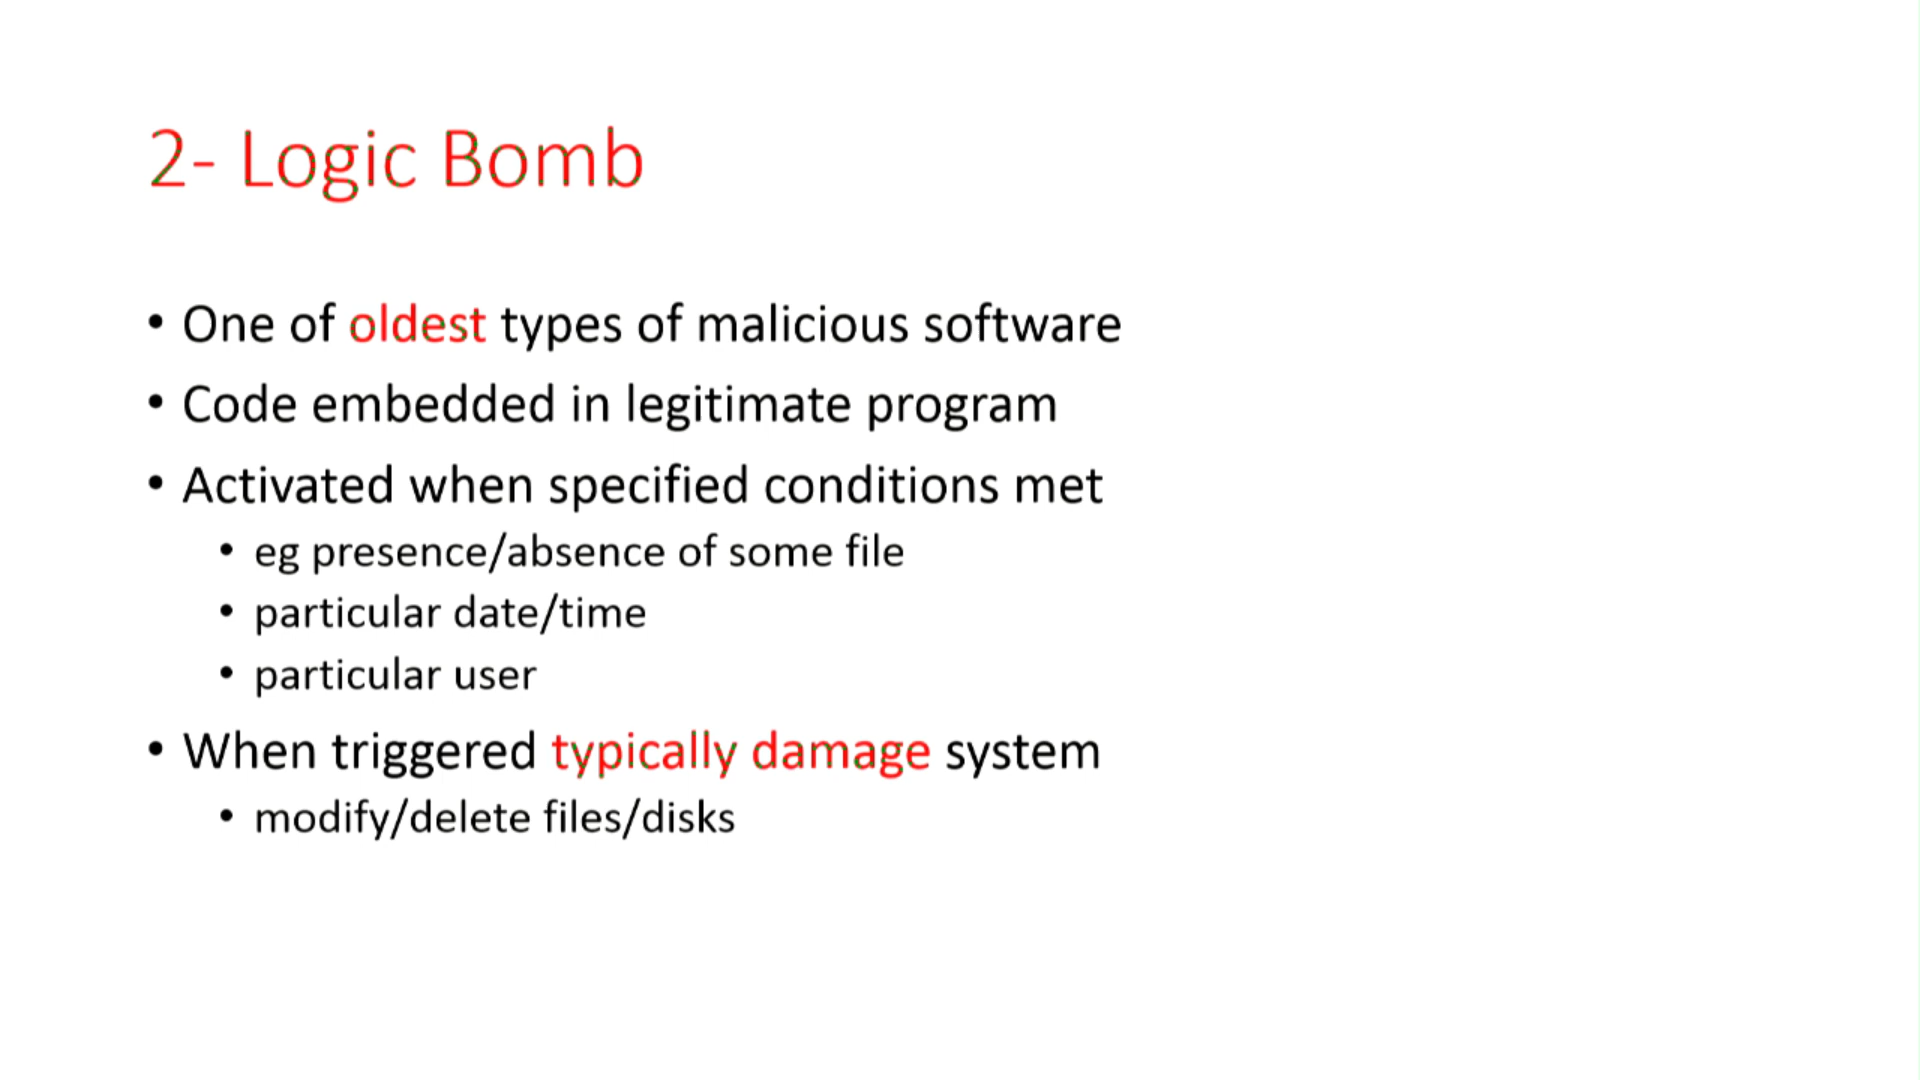 2- Logic Bomb
• One of oldest types of malicious software
• Code embedded in legitimate program
• Activated when specified conditions met
• eg presence/absence of some file
• particular date/time
• particular user
• When triggered typically damage system
• modify/delete files/disks